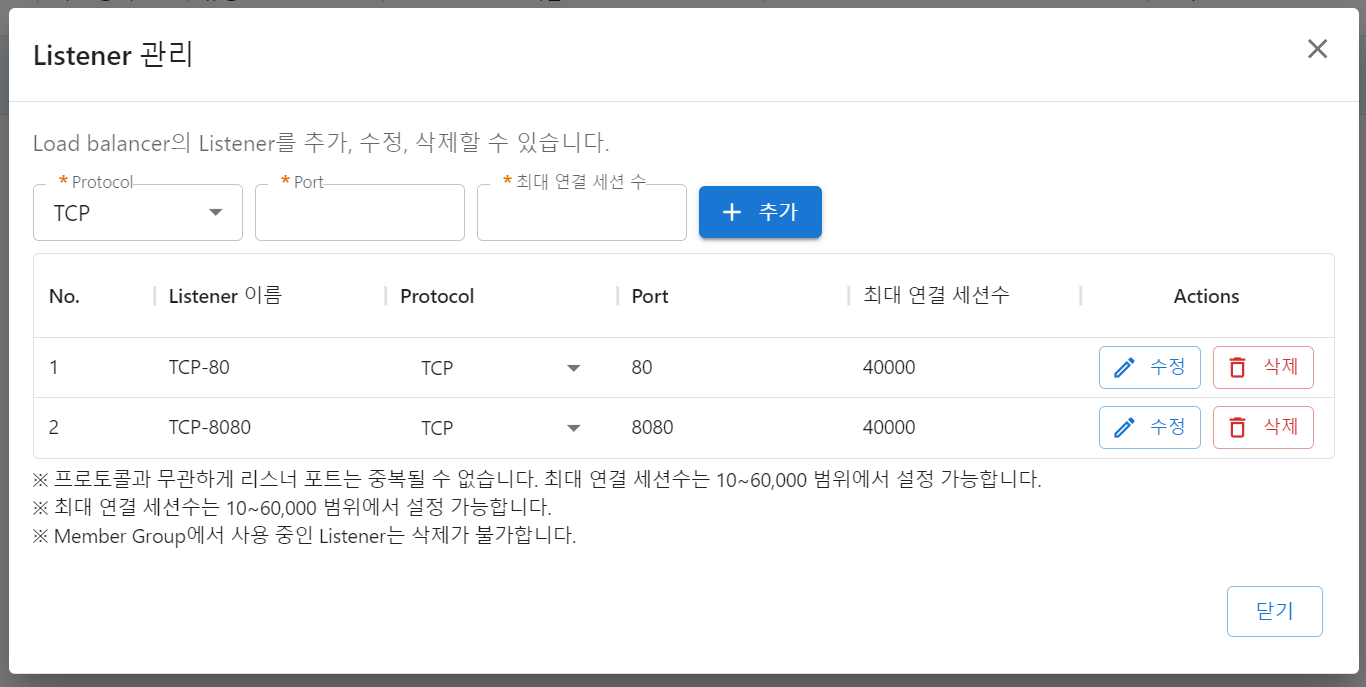 Listener 관리
Load balancer의 Listener를 추가, 수정, 삭제할 수 있습니다.
* Protocol * Port * 최대 연결 세션 수
TCP + 추가
No. Listener 이름 Protocol Port 최대 연결 세션수 Actions
1 TCP-80 TCP 80 40000 수정 삭제
2 TCP-8080 TCP 8080 40000 수정 삭제
※ 프로토콜과 무관하게 리스너 포트는 중복될 수 없습니다. 최대 연결 세션수는 10~60,000 범위에서 설정 가능합니다.
※ 최대 연결 세션수는 10~60,000 범위에서 설정 가능합니다.
※ Member Group에서 사용 중인 Listener는 삭제가 불가합니다.
닫기